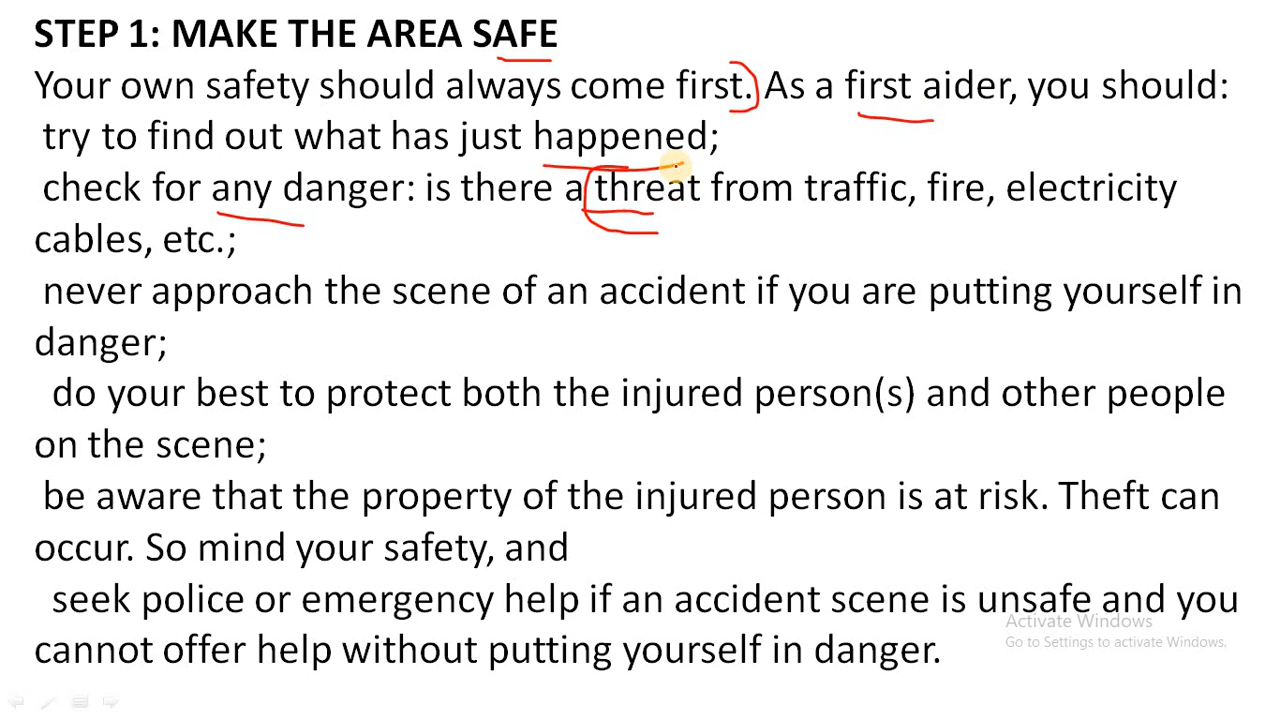 STEP 1: MAKE THE AREA SAFE
Your own safety should always come first. As a first aider, you should:
try to find out what has just happened;
check for any danger: is there a threat from traffic, fire, electricity
cables, etc.;
never approach the scene of an accident if you are putting yourself in
danger;
do your best to protect both the injured person(s) and other people
on the scene;
be aware that the property of the injured person is at risk. Theft can
occur. So mind your safety, and
seek police or emergency help if an accident scene is unsafe and you
cannot offer help without putting yourself in danger.
Activate Windows
Go to Settings to activate Windows.